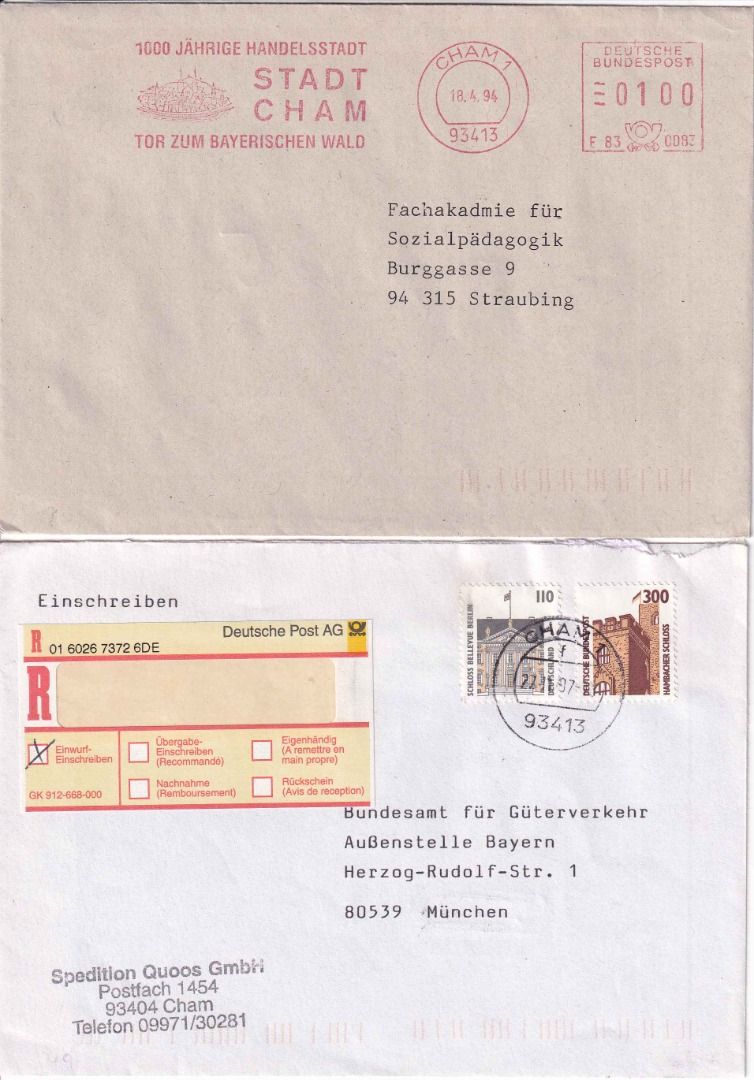 1000 JÄHRIGE HANDELSSTADT
STADT
CHAM
TOR ZUM BAYERISCHEN WALD
CHAM 1
18.4.94
93413
DEUTSCHE
BUNDESPOST
0100
F 83 0D83
Fachakadmie für
Sozialpädagogik
Burggasse 9
94 315 Straubing
Einschreiben
R 01 6026 7372 6DE
Deutsche Post AG
R
Einwurf-
Einschreiben
Übergabe-
Einschreiben
(Recommandé)
Eigenhändig
(A remettre en
main propre)
Nachnahme
(Remboursement)
Rückschein
(Avis de reception)
GK 912-668-000
110
SCHLOSS BELLEVUE BERLIN
DEUTSCHLAND
300
DEUTSCHE BUNDESPOST
HAMBACHER SCHLOSS
CHAM 1
f
93413
Bundesamt für Güterverkehr
Außenstelle Bayern
Herzog-Rudolf-Str. 1
80539 München
Spedition Quoos GmbH
Postfach 1454
93404 Cham
Telefon 09971/30281